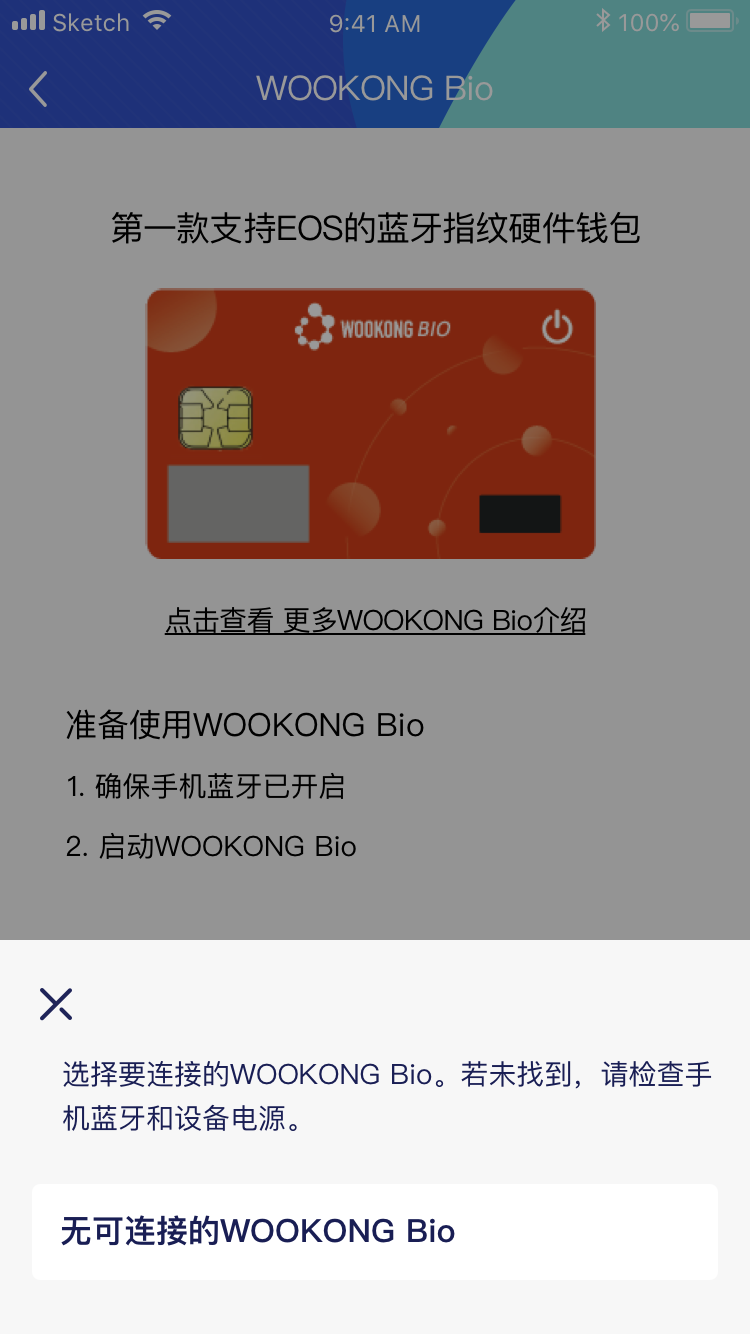 Sketch 9:41 AM 100%
WOOKONG Bio
第一款支持EOS的蓝牙指纹硬件钱包
WOOKONG BIO
点击查看 更多WOOKONG Bio介绍
准备使用WOOKONG Bio
1. 确保手机蓝牙已开启
2. 启动WOOKONG Bio
选择要连接的WOOKONG Bio。若未找到，请检查手
机蓝牙和设备电源。
无可连接的WOOKONG Bio